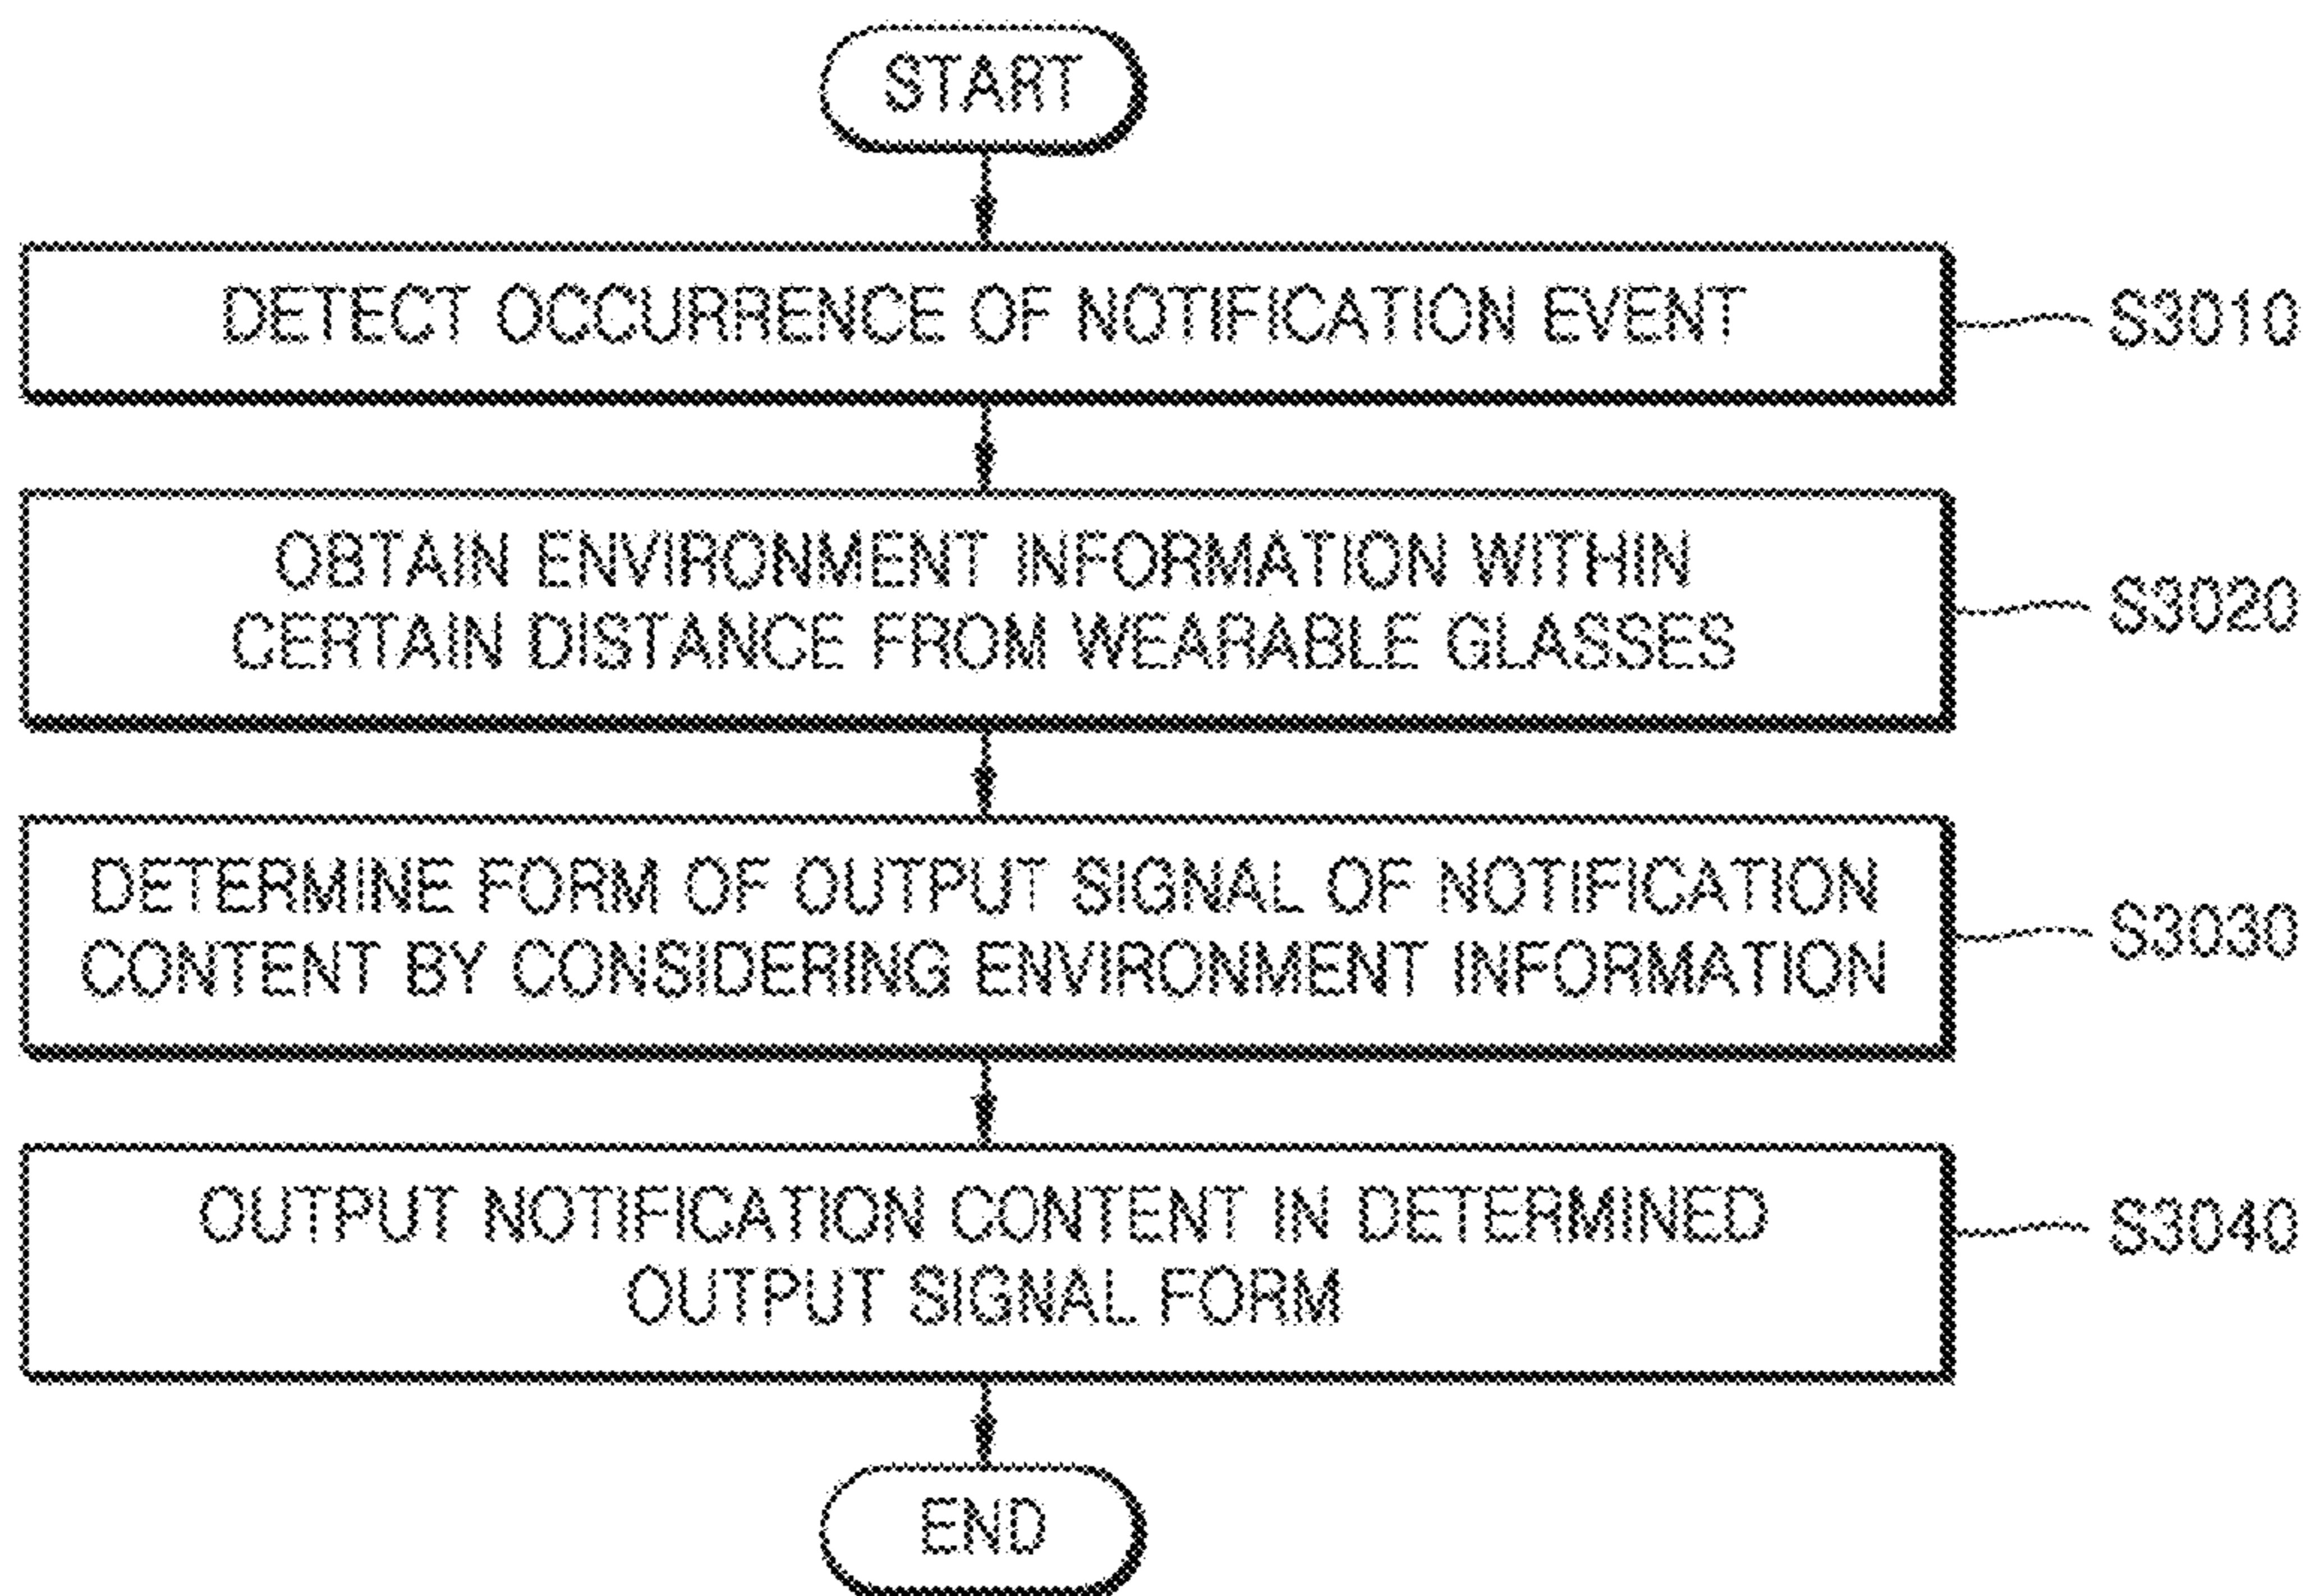 START
DETECT OCCURRENCE OF NOTIFICATION EVENT
S3010
OBTAIN ENVIRONMENT INFORMATION WITHIN
CERTAIN DISTANCE FROM WEARABLE GLASSES
S3020
DETERMINE FORM OF OUTPUT SIGNAL OF NOTIFICATION
CONTENT BY CONSIDERING ENVIRONMENT INFORMATION
S3030
OUTPUT NOTIFICATION CONTENT IN DETERMINED
OUTPUT SIGNAL FORM
S3040
END